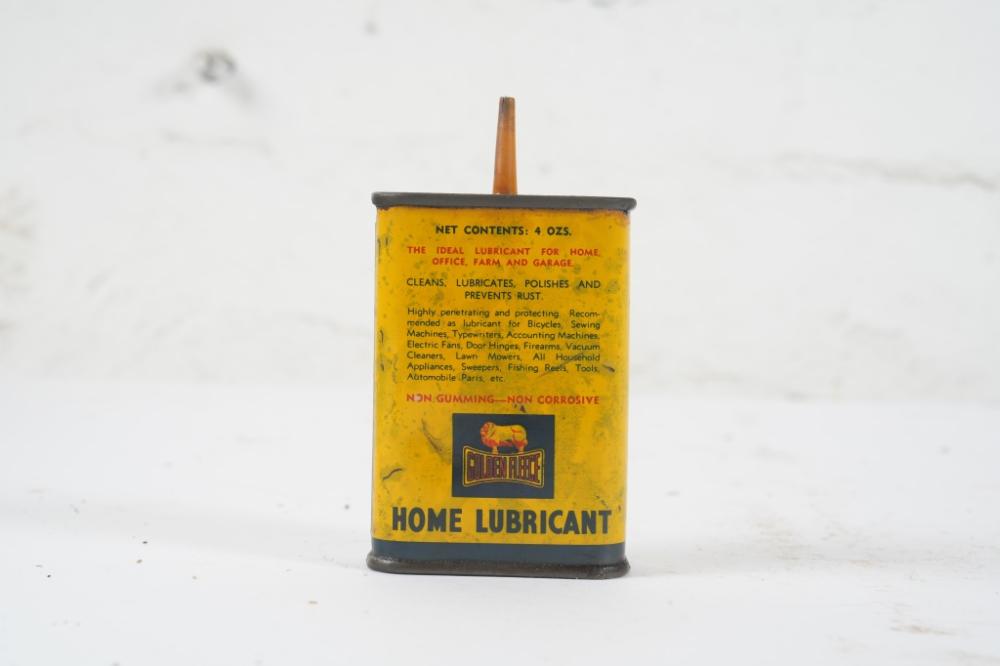 NET CONTENTS: 4 OZS.
THE IDEAL LUBRICANT FOR HOME,
OFFICE, FARM AND GARAGE.
CLEANS, LUBRICATES, POLISHES AND
PREVENTS RUST.
Highly penetrating and protecting. Recom-
mended as lubricant for Bicycles, Sewing
Machines, Typewriters, Accounting Machines,
Electric Fans, Door Hinges, Firearms, Vacuum
Cleaners, Lawn Mowers, All Household
Appliances, Sweepers, Fishing Reels, Tools,
Automobile Parts, etc.
NON GUMMING—NON CORROSIVE
GOLDEN FLEECE
HOME LUBRICANT